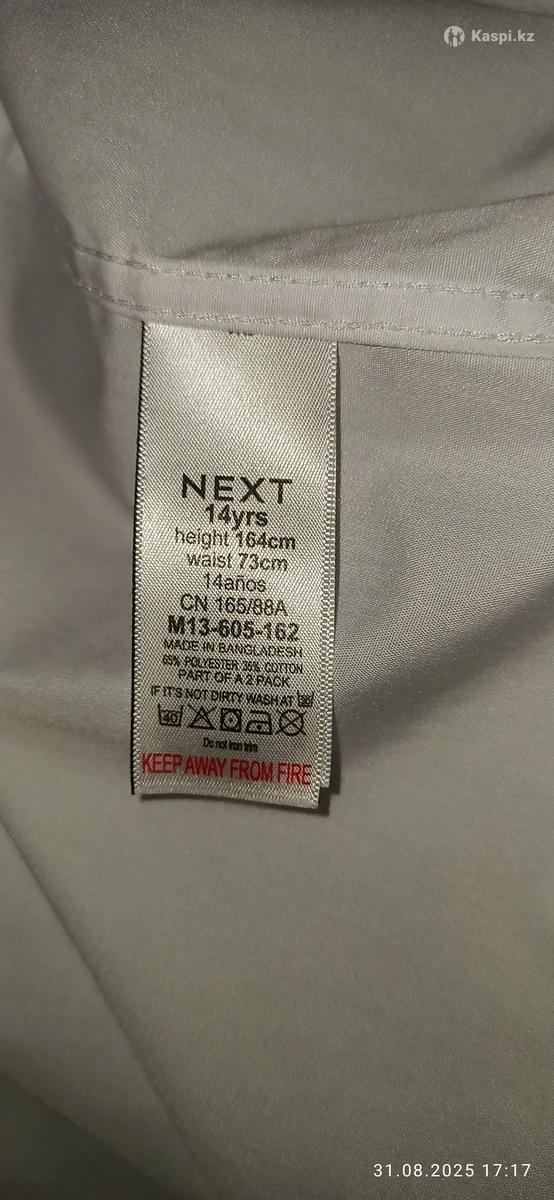 Kaspi.kz
NEXT
14yrs
height 164cm
waist 73cm
14años
CN 165/88A
M13-605-162
MADE IN BANGLADESH
65% POLYESTER 35% COTTON
PART OF A 2 PACK
IF IT'S NOT DIRTY WASH AT
40
Do not iron trim
KEEP AWAY FROM FIRE
31.08.2025 17:17